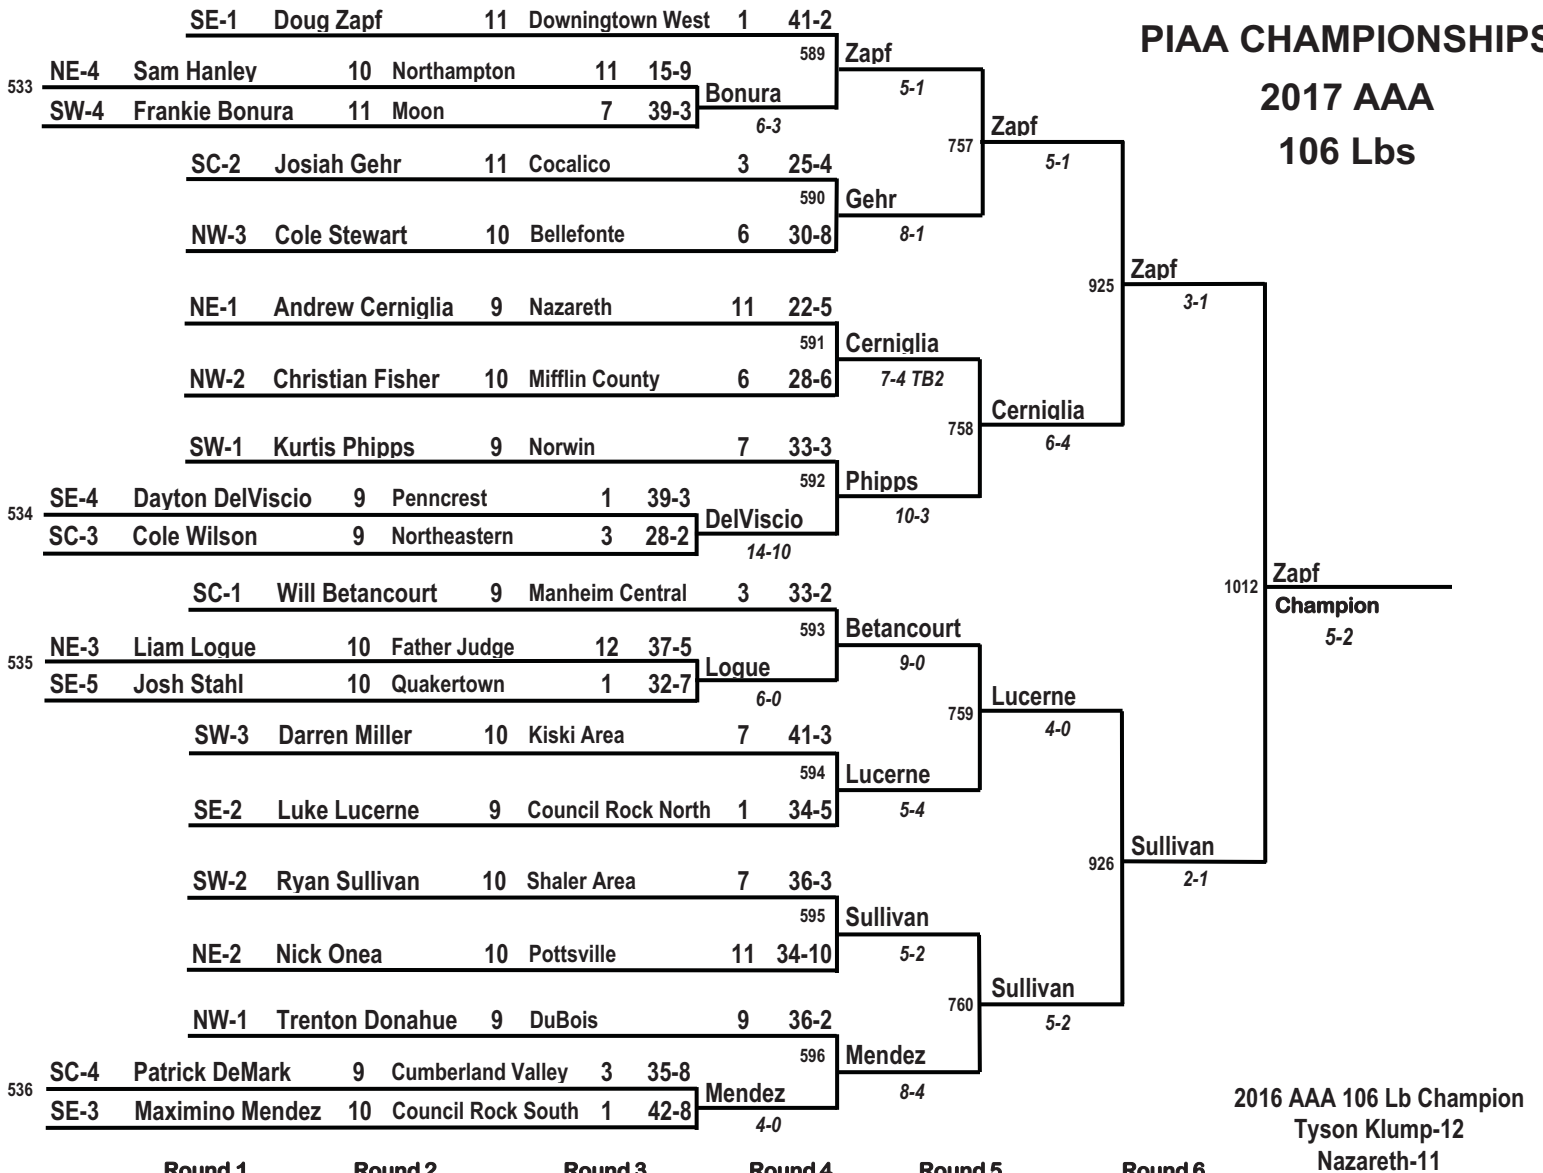 PIAA CHAMPIONSHIPS
2017 AAA
106 Lbs
SE-1 Doug Zapf 11 Downingtown West 1 41-2
589 Zapf
5-1
533
NE-4 Sam Hanley 10 Northampton 11 15-9
SW-4 Frankie Bonura 11 Moon 7 39-3
Bonura
6-3
757 Zapf
5-1
SC-2 Josiah Gehr 11 Cocalico 3 25-4
590 Gehr
8-1
NW-3 Cole Stewart 10 Bellefonte 6 30-8
925 Zapf
3-1
NE-1 Andrew Cerniglia 9 Nazareth 11 22-5
591 Cerniglia
7-4 TB2
NW-2 Christian Fisher 10 Mifflin County 6 28-6
758 Cerniglia
6-4
SW-1 Kurtis Phipps 9 Norwin 7 33-3
592 Phipps
10-3
534
SE-4 Dayton DelViscio 9 Penncrest 1 39-3
SC-3 Cole Wilson 9 Northeastern 3 28-2
DelViscio
14-10
1012 Zapf
Champion
5-2
SC-1 Will Betancourt 9 Manheim Central 3 33-2
593 Betancourt
9-0
535
NE-3 Liam Logue 10 Father Judge 12 37-5
SE-5 Josh Stahl 10 Quakertown 1 32-7
Logue
6-0
759 Lucerne
4-0
SW-3 Darren Miller 10 Kiski Area 7 41-3
594 Lucerne
5-4
SE-2 Luke Lucerne 9 Council Rock North 1 34-5
926 Sullivan
2-1
SW-2 Ryan Sullivan 10 Shaler Area 7 36-3
595 Sullivan
5-2
NE-2 Nick Onea 10 Pottsville 11 34-10
760 Sullivan
5-2
NW-1 Trenton Donahue 9 DuBois 9 36-2
596 Mendez
8-4
536
SC-4 Patrick DeMark 9 Cumberland Valley 3 35-8
SE-3 Maximino Mendez 10 Council Rock South 1 42-8
Mendez
4-0
2016 AAA 106 Lb Champion
Tyson Klump-12
Nazareth-11
Round 1 Round 2 Round 3 Round 4 Round 5 Round 6